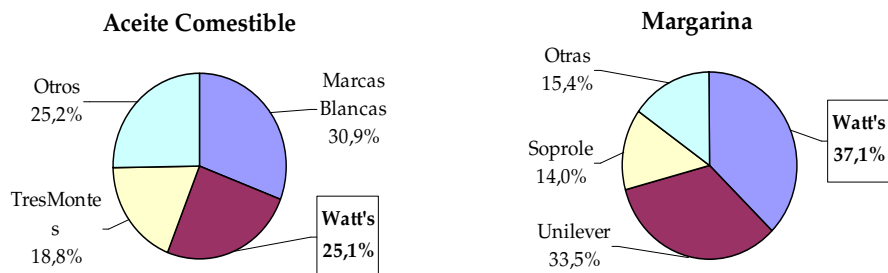 Aceite Comestible
Otros
25,2%
Marcas
Blancas
30,9%
TresMonte
s
18,8%
Watt's
25,1%
Margarina
Otras
15,4%
Watt's
37,1%
Soprole
14,0%
Unilever
33,5%